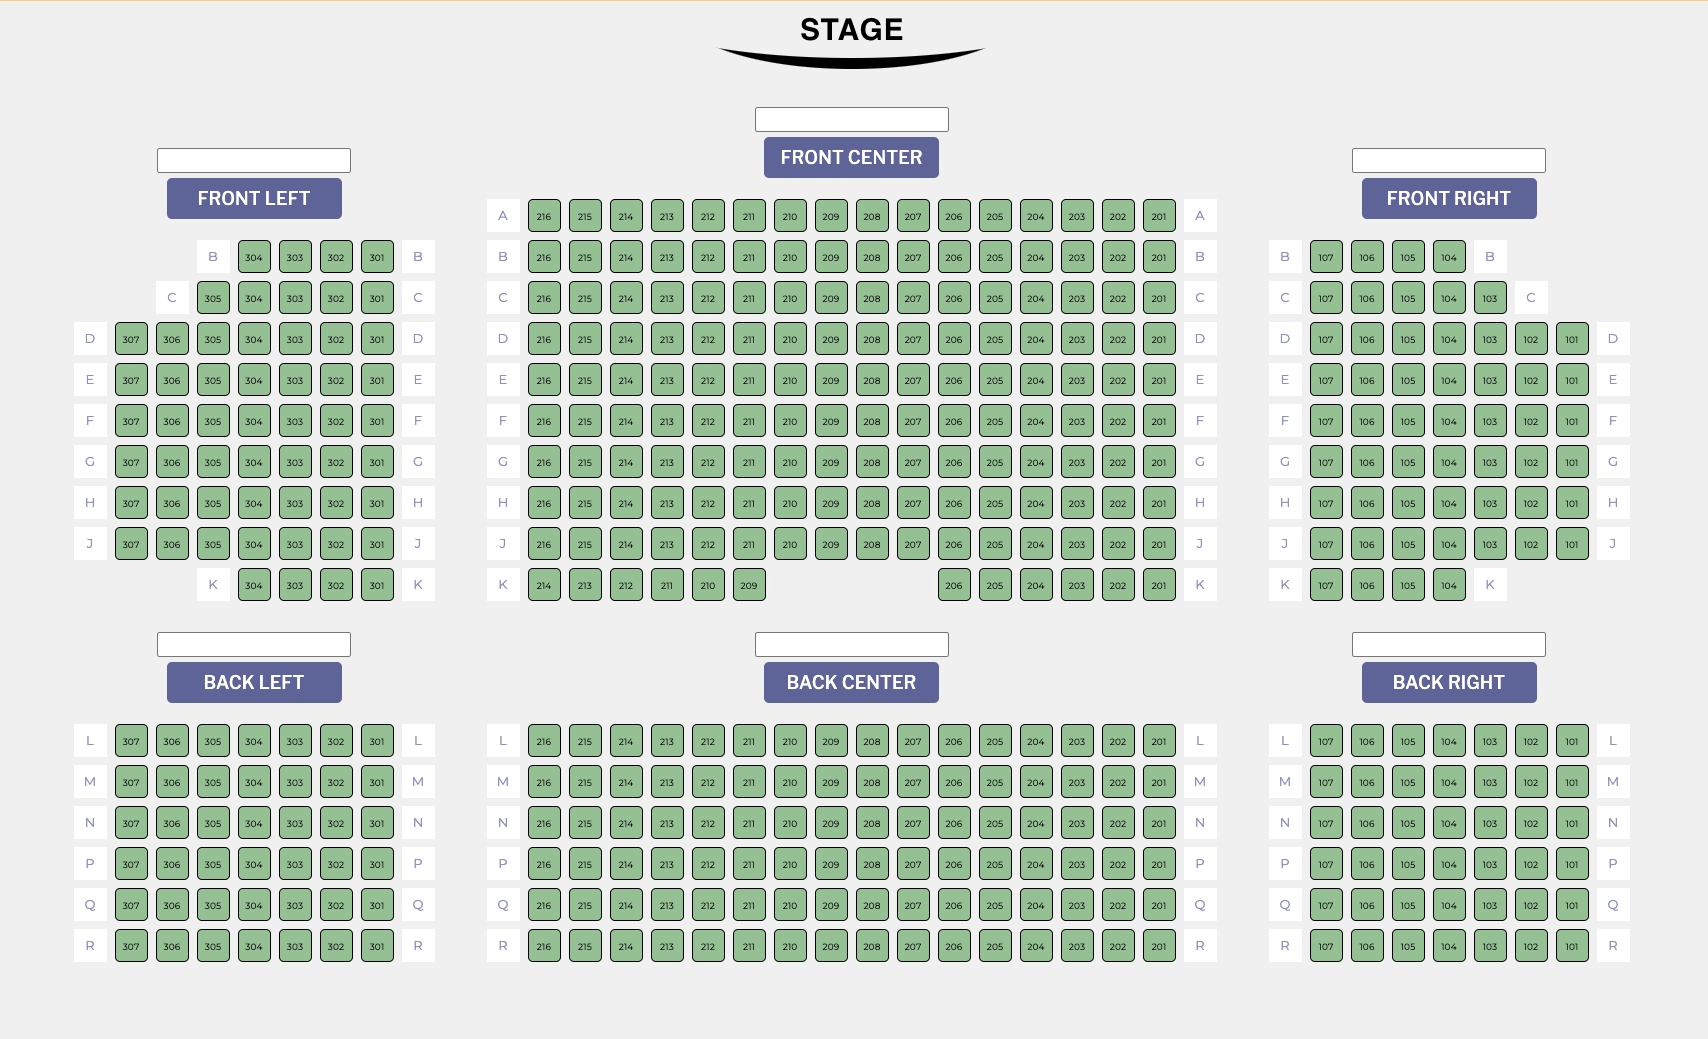 STAGE
FRONT CENTER
FRONT LEFT
FRONT RIGHT
A 216 215 214 213 212 211 210 209 208 207 206 205 204 203 202 201 A
B 304 303 302 301 B B 216 215 214 213 212 211 210 209 208 207 206 205 204 203 202 201 B B 107 106 105 104 B
C 305 304 303 302 301 C C 216 215 214 213 212 211 210 209 208 207 206 205 204 203 202 201 C C 107 106 105 104 103 C
D 307 306 305 304 303 302 301 D D 216 215 214 213 212 211 210 209 208 207 206 205 204 203 202 201 D D 107 106 105 104 103 102 101 D
E 307 306 305 304 303 302 301 E E 216 215 214 213 212 211 210 209 208 207 206 205 204 203 202 201 E E 107 106 105 104 103 102 101 E
F 307 306 305 304 303 302 301 F F 216 215 214 213 212 211 210 209 208 207 206 205 204 203 202 201 F F 107 106 105 104 103 102 101 F
G 307 306 305 304 303 302 301 G G 216 215 214 213 212 211 210 209 208 207 206 205 204 203 202 201 G G 107 106 105 104 103 102 101 G
H 307 306 305 304 303 302 301 H H 216 215 214 213 212 211 210 209 208 207 206 205 204 203 202 201 H H 107 106 105 104 103 102 101 H
J 307 306 305 304 303 302 301 J J 216 215 214 213 212 211 210 209 208 207 206 205 204 203 202 201 J J 107 106 105 104 103 102 101 J
K 304 303 302 301 K K 214 213 212 211 210 209 206 205 204 203 202 201 K K 107 106 105 104 K
BACK LEFT BACK CENTER BACK RIGHT
L 307 306 305 304 303 302 301 L L 216 215 214 213 212 211 210 209 208 207 206 205 204 203 202 201 L L 107 106 105 104 103 102 101 L
M 307 306 305 304 303 302 301 M M 216 215 214 213 212 211 210 209 208 207 206 205 204 203 202 201 M M 107 106 105 104 103 102 101 M
N 307 306 305 304 303 302 301 N N 216 215 214 213 212 211 210 209 208 207 206 205 204 203 202 201 N N 107 106 105 104 103 102 101 N
P 307 306 305 304 303 302 301 P P 216 215 214 213 212 211 210 209 208 207 206 205 204 203 202 201 P P 107 106 105 104 103 102 101 P
Q 307 306 305 304 303 302 301 Q Q 216 215 214 213 212 211 210 209 208 207 206 205 204 203 202 201 Q Q 107 106 105 104 103 102 101 Q
R 307 306 305 304 303 302 301 R R 216 215 214 213 212 211 210 209 208 207 206 205 204 203 202 201 R R 107 106 105 104 103 102 101 R